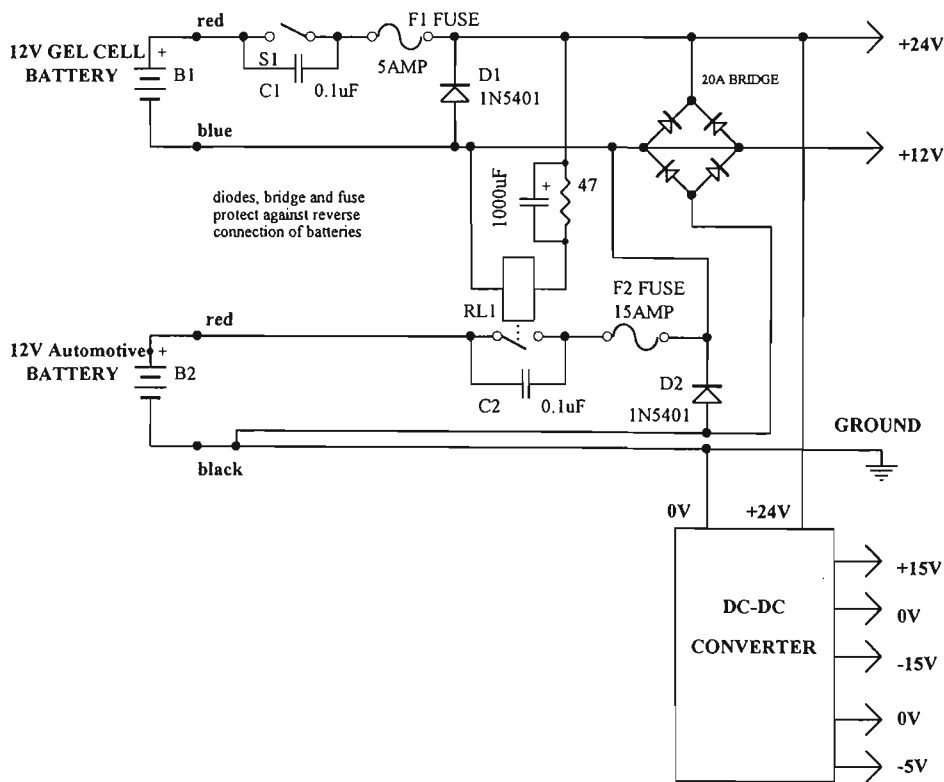 red
F1 FUSE
+24V
12V GEL CELL
BATTERY
+
B1
S1
C1
0.1uF
5AMP
D1
1N5401
20A BRIDGE
blue
+12V
diodes, bridge and fuse
protect against reverse
connection of batteries
1000uF
+
47
RL1
F2 FUSE
15AMP
red
12V Automotive
BATTERY
+
B2
C2
0.1uF
D2
1N5401
GROUND
black
0V
+24V
DC-DC
CONVERTER
+15V
0V
-15V
0V
-5V